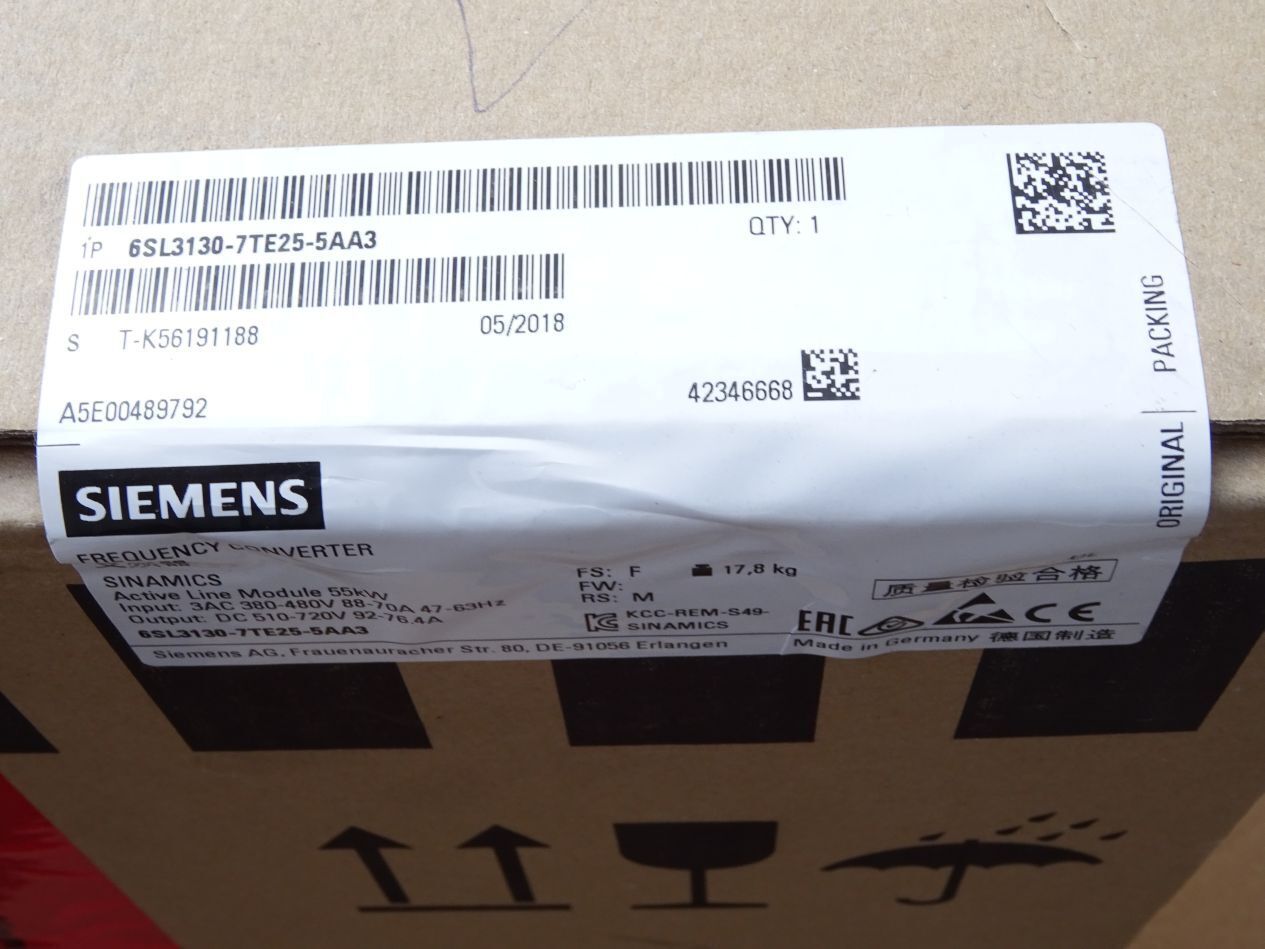 1P 6SL3130-7TE25-5AA3
QTY: 1
S T-K56191188
05/2018
A5E00489792
42346668
ORIGINAL PACKING
SIEMENS
FREQUENCY CONVERTER
SINAMICS
Active Line Module 55kW
Input: 3AC 380-480V 88-70A 47-63Hz
Output: DC 510-720V 92-76.4A
6SL3130-7TE25-5AA3
FS: F
17,8 kg
FW:
RS: M
KCC-REM-S49-
SINAMICS
质量检验合格
EAC
CE
Siemens AG, Frauenauracher Str. 80, DE-91056 Erlangen
Made in Germany 德国制造